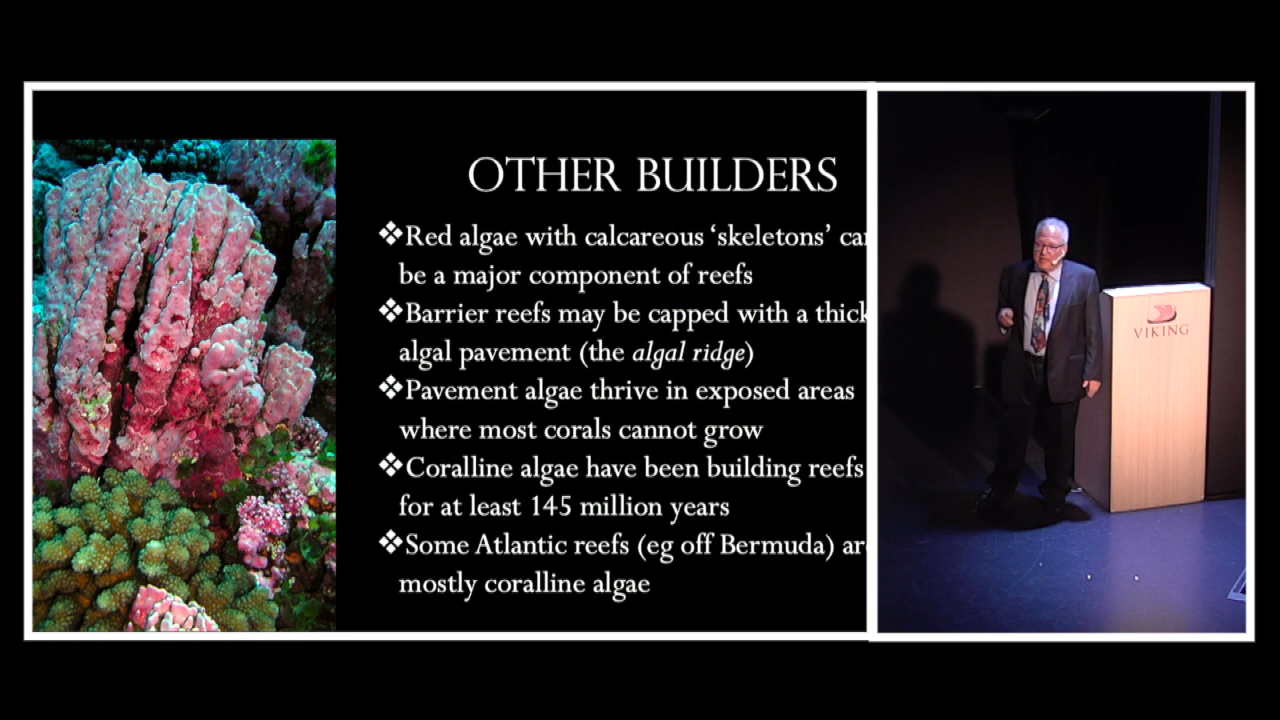 OTHER BUILDERS
❖Red algae with calcareous ‘skeletons’ ca
be a major component of reefs
❖Barrier reefs may be capped with a thick
algal pavement (the algal ridge)
❖Pavement algae thrive in exposed areas
where most corals cannot grow
❖Coralline algae have been building reefs
for at least 145 million years
❖Some Atlantic reefs (eg off Bermuda) ar
mostly coralline algae
VIKING